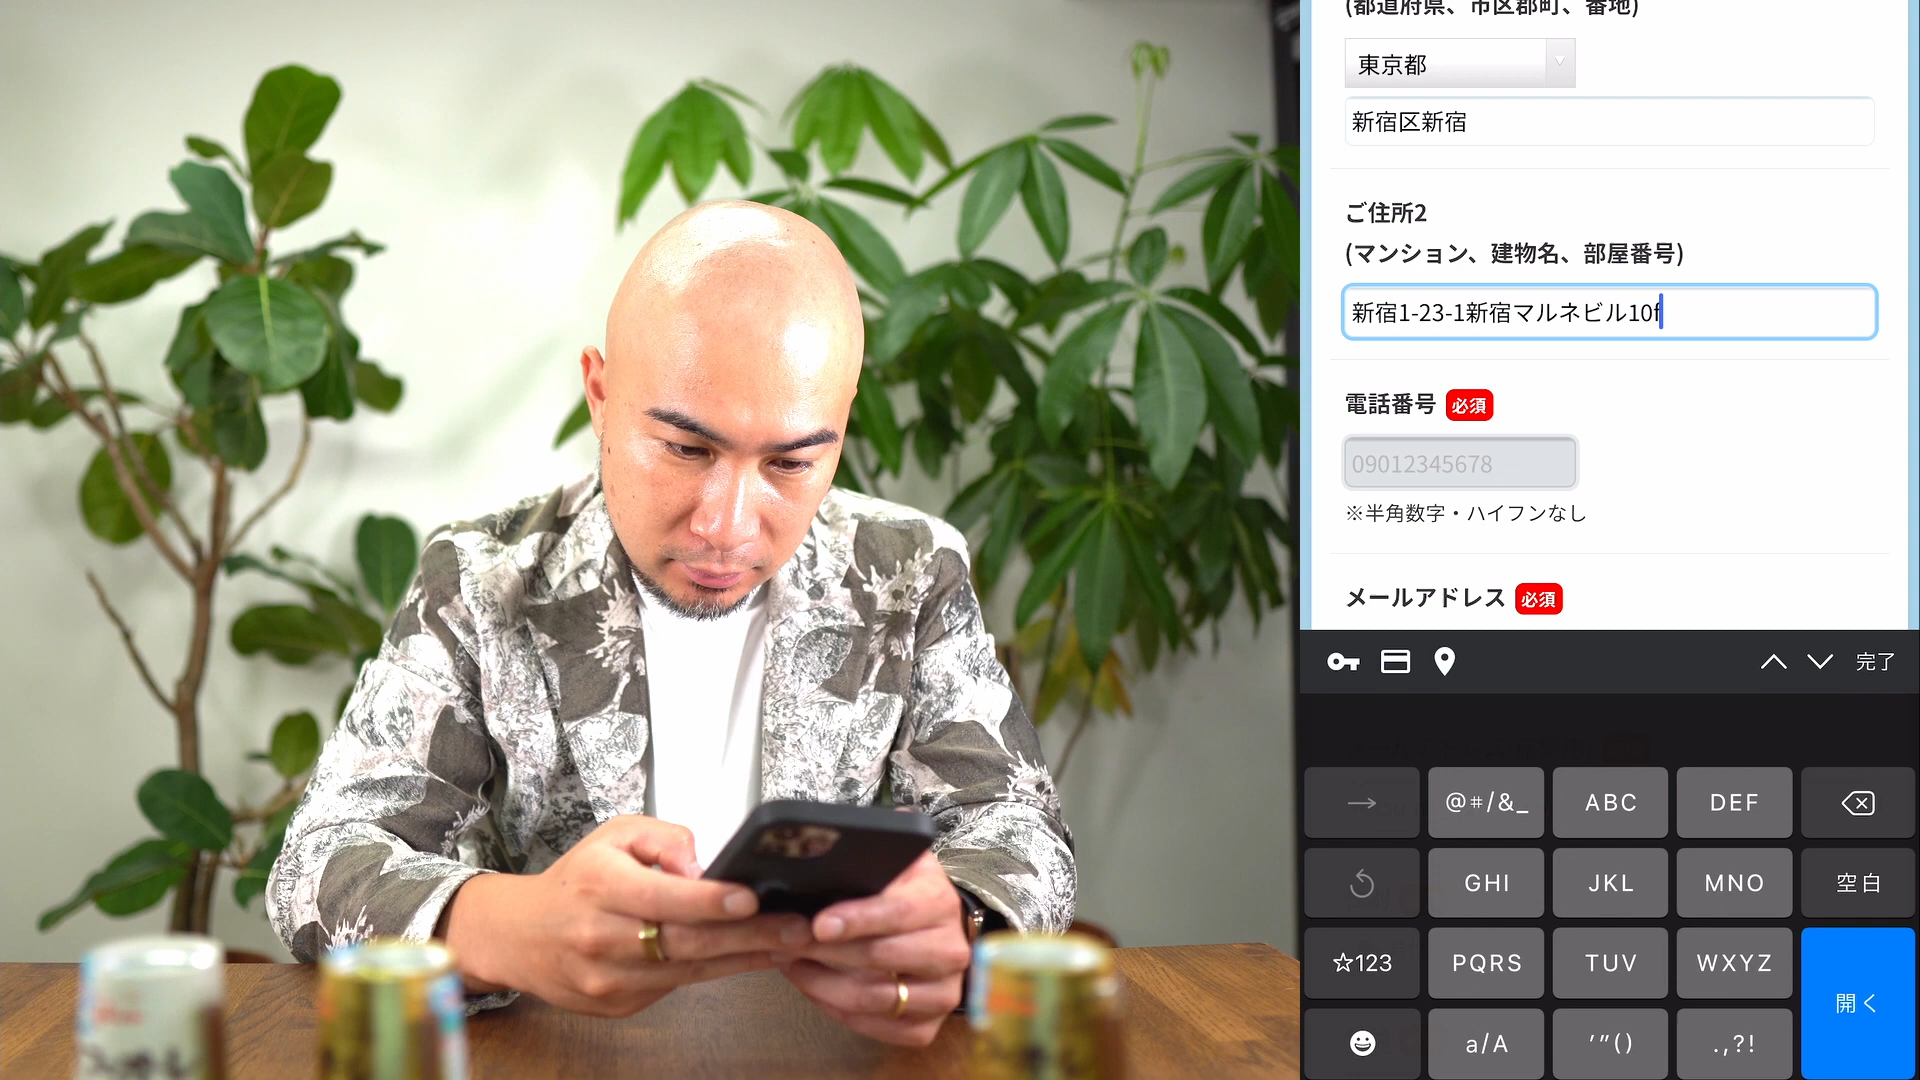 (都道府県、市区郡町、番地)
東京都
新宿区新宿
ご住所2
(マンション、建物名、部屋番号)
新宿1-23-1新宿マルネビル10f
電話番号 必須
09012345678
※半角数字・ハイフンなし
メールアドレス 必須
完了
→ @#/&_ ABC DEF
GHI JKL MNO 空白
☆123 PQRS TUV WXYZ
開く
a/A '"() .,?!